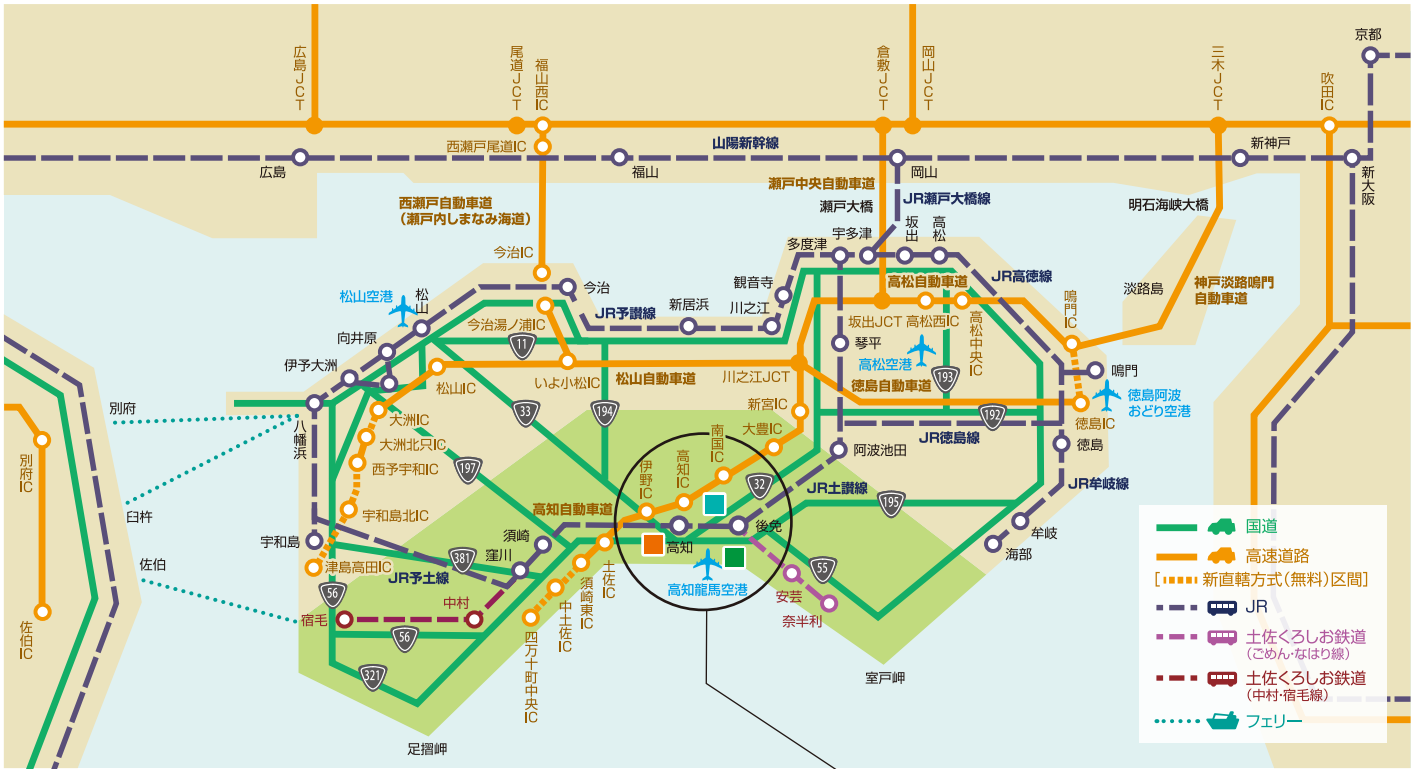 京都
広島JCT
尾道JCT
福山西IC
倉敷JCT
岡山JCT
三木JCT
吹田IC
西瀬戸尾道IC
山陽新幹線
広島
福山
岡山
新神戸
新大阪
瀬戸中央自動車道
瀬戸大橋
JR瀬戸大橋線
明石海峡大橋
西瀬戸自動車道
(瀬戸内しまなみ海道)
今治IC
多度津
宇多津
坂出
高松
JR高徳線
高松自動車道
神戸淡路鳴門
自動車道
淡路島
松山空港
松山
今治
JR予讃線
新居浜
川之江
観音寺
今治湯ノ浦IC
坂出JCT
高松西IC
高松中央IC
鳴門IC
向井原
伊予大洲
11
琴平
高松空港
193
鳴門
松山IC
いよ小松IC
松山自動車道
川之江JCT
徳島自動車道
徳島阿波
おどり空港
別府
八幡浜
大洲IC
33
194
新宮IC
192
徳島IC
JR徳島線
徳島
大洲北只IC
西予宇和IC
197
大豊IC
南国IC
高知IC
伊野IC
阿波池田
別府IC
32
JR土讃線
195
JR牟岐線
臼杵
宇和島北IC
高知自動車道
須崎
後免
高知
牟岐
海部
宇和島
津島高田IC
381
窪川
JR予土線
土佐IC
須崎東IC
中土佐IC
四万十町中央IC
高知龍馬空港
55
安芸
奈半利
佐伯
56
宿毛
中村
56
321
佐伯IC
足摺岬
室戸岬
国道
高速道路
[ 新直轄方式(無料)区間]
JR
土佐くろしお鉄道
(ごめん・なはり線)
土佐くろしお鉄道
(中村・宿毛線)
フェリー